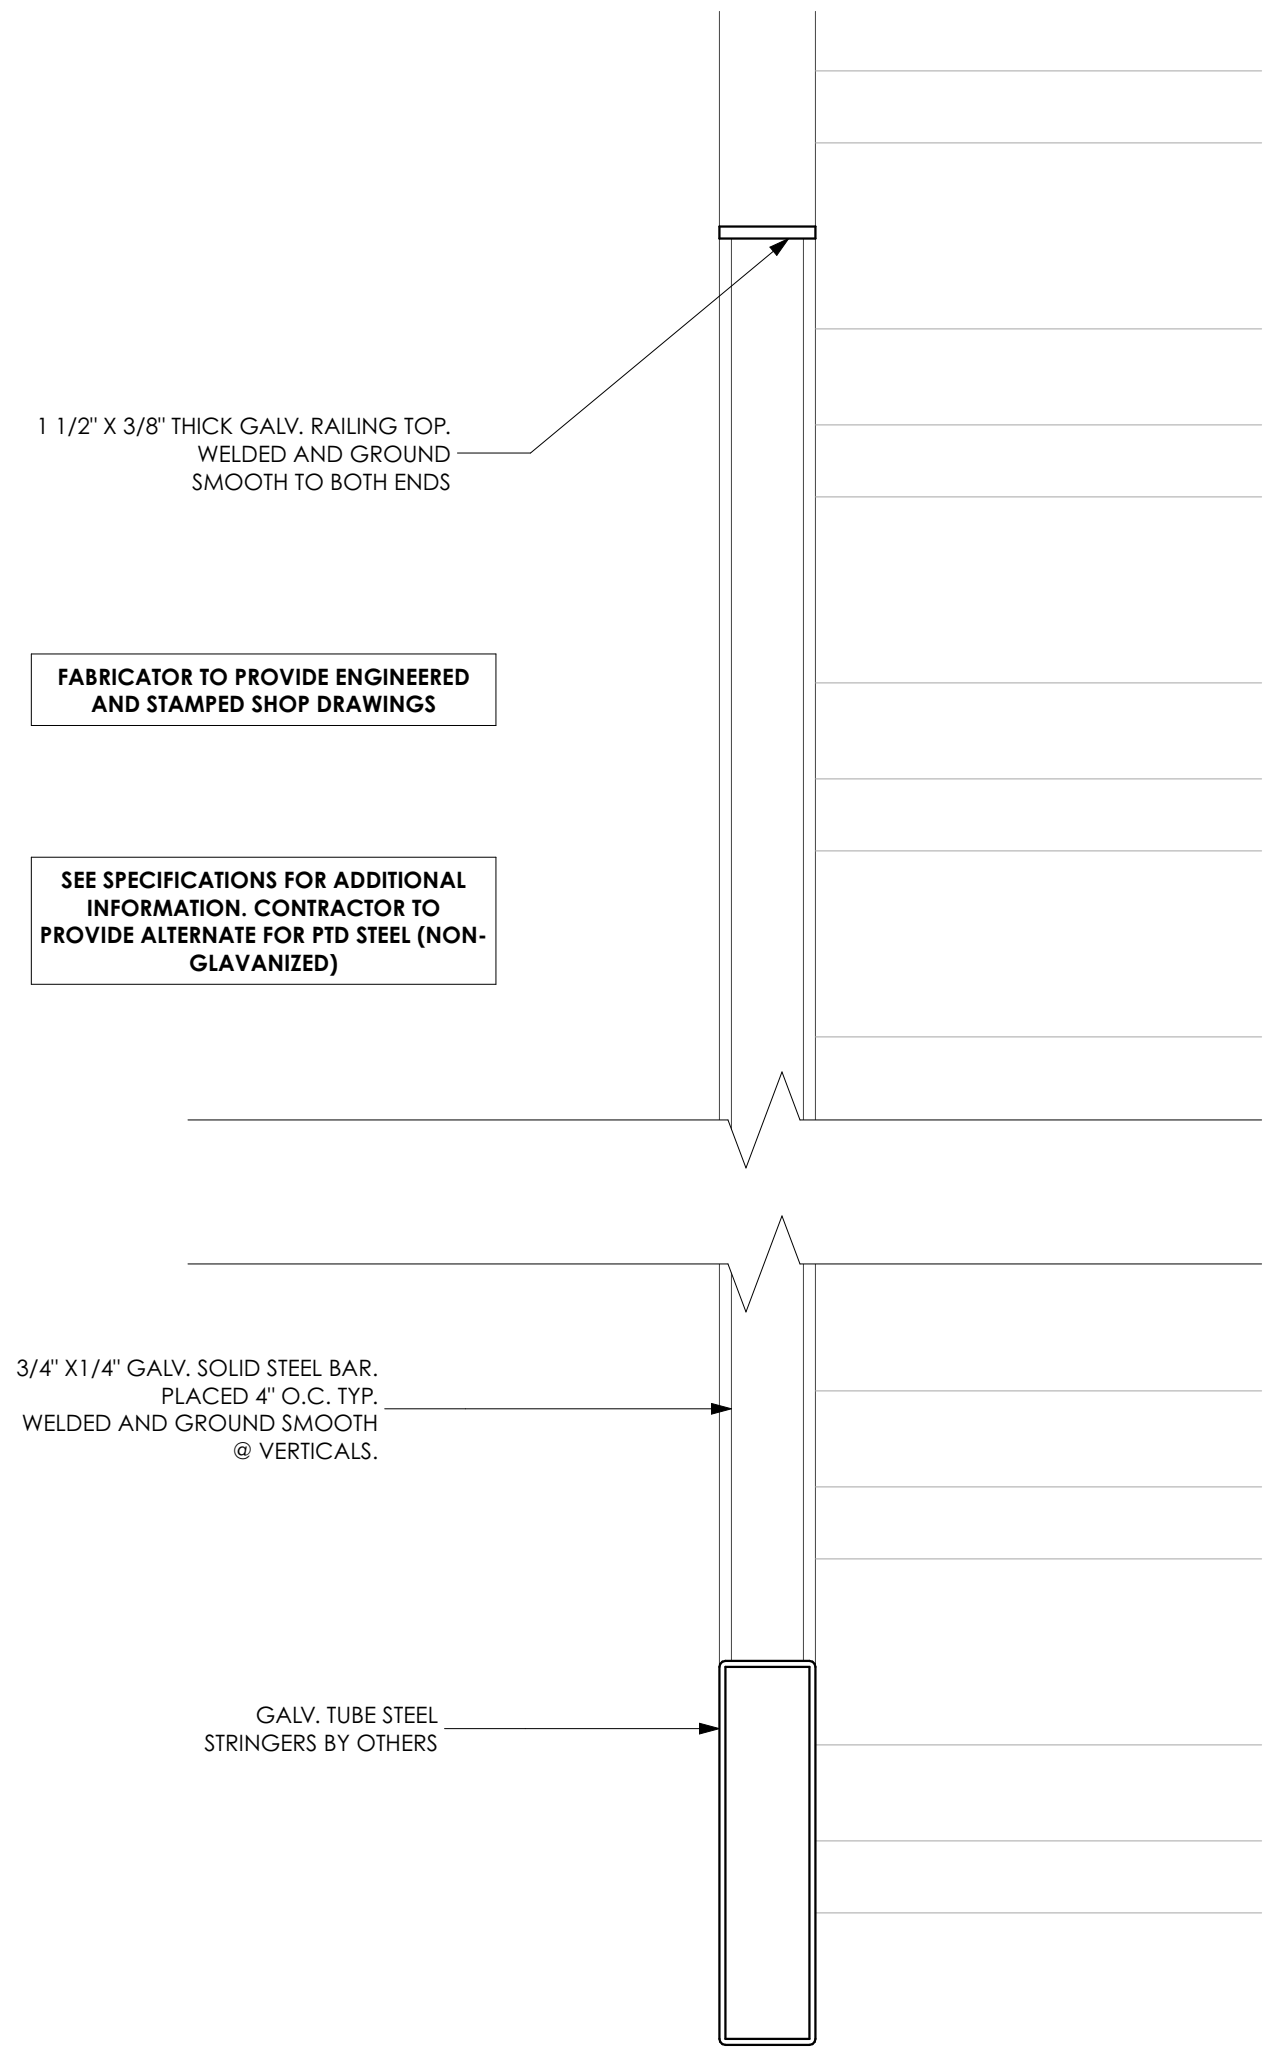 1 1/2" X 3/8" THICK GALV. RAILING TOP.
WELDED AND GROUND
SMOOTH TO BOTH ENDS
FABRICATOR TO PROVIDE ENGINEERED
AND STAMPED SHOP DRAWINGS
SEE SPECIFICATIONS FOR ADDITIONAL
INFORMATION. CONTRACTOR TO
PROVIDE ALTERNATE FOR PTD STEEL (NON-
GLAVANIZED)
3/4" X1/4" GALV. SOLID STEEL BAR.
PLACED 4" O.C. TYP.
WELDED AND GROUND SMOOTH
@ VERTICALS.
GALV. TUBE STEEL
STRINGERS BY OTHERS